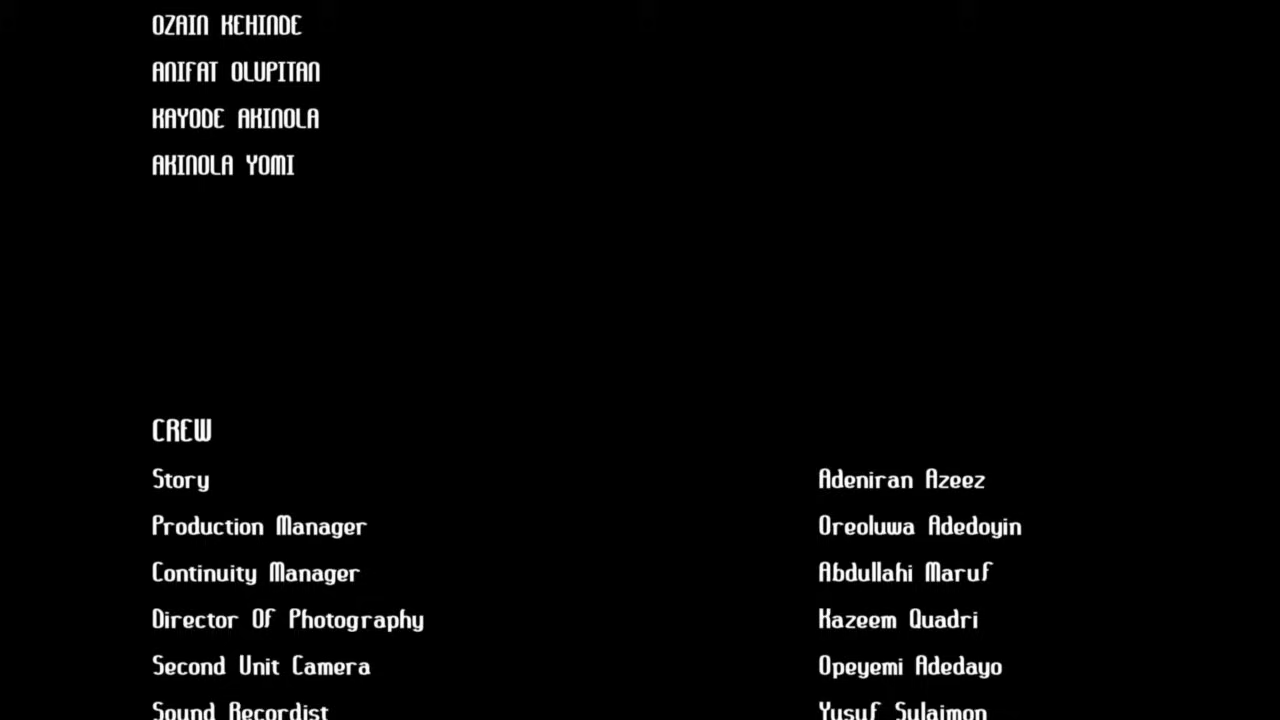 OZAIN KEHINDE
ANIFAT OLUPITAN
KAYODE AKINOLA
AKINOLA YOMI
CREW
Story Adeniran Azeez
Production Manager Oreoluwa Adedoyin
Continuity Manager Abdullahi Maruf
Director Of Photography Kazeem Quadri
Second Unit Camera Opeyemi Adedayo
Sound Recordist Yusuf Sulaimon